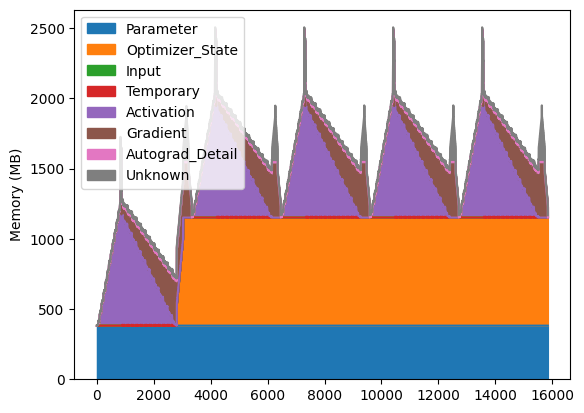 2500
2000
1500
1000
500
0
Memory (MB)
Parameter
Optimizer_State
Input
Temporary
Activation
Gradient
Autograd_Detail
Unknown
0 2000 4000 6000 8000 10000 12000 14000 16000